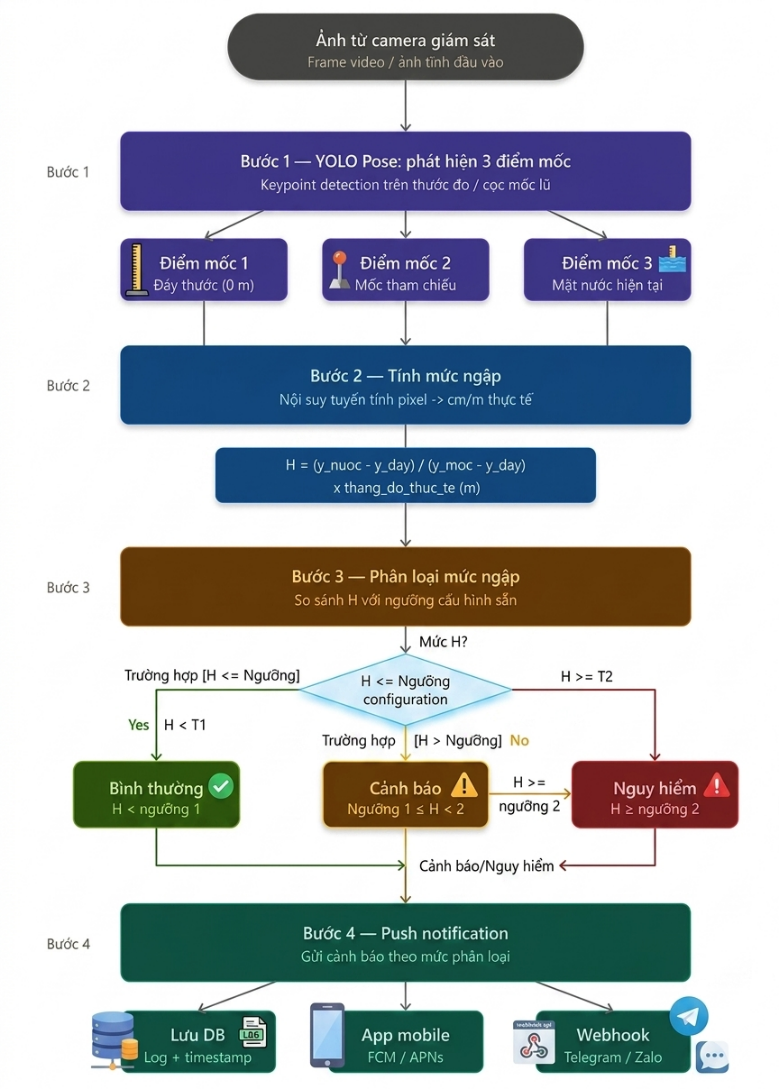 Ảnh từ camera giám sát
Frame video / ảnh tĩnh đầu vào
Bước 1
Bước 1 — YOLO Pose: phát hiện 3 điểm mốc
Keypoint detection trên thước đo / cọc mốc lũ
Điểm mốc 1
Đáy thước (0 m)
Điểm mốc 2
Mốc tham chiếu
Điểm mốc 3
Mặt nước hiện tại
Bước 2
Bước 2 — Tính mức ngập
Nội suy tuyến tính pixel -> cm/m thực tế
H = (y_nuoc - y_day) / (y_moc - y_day)
x thang_do_thuc_te (m)
Bước 3
Bước 3 — Phân loại mức ngập
So sánh H với ngưỡng cấu hình sẵn
Mức H?
Trường hợp [H <= Ngưỡng]
H <= Ngưỡng
configuration
H >= T2
Yes
H < T1
Trường hợp [H > Ngưỡng] No
Bình thường
H < ngưỡng 1
Cảnh báo
Ngưỡng 1 ≤ H < 2
H >=
ngưỡng 2
Nguy hiểm
H ≥ ngưỡng 2
Cảnh báo/Nguy hiểm
Bước 4
Bước 4 — Push notification
Gửi cảnh báo theo mức phân loại
Lưu DB
Log + timestamp
LOG
App mobile
FCM / APNs
Webhook
Telegram / Zalo